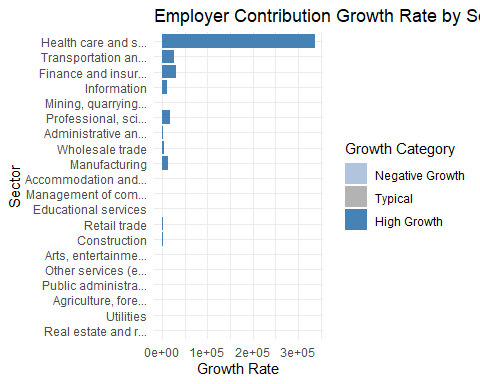 Employer Contribution Growth Rate by Se
Health care and s...
Transportation an...
Finance and insur...
Information
Mining, quarrying...
Professional, sci...
Administrative an...
Wholesale trade
Manufacturing
Accommodation and...
Management of com...
Educational services
Retail trade
Construction
Arts, entertainme...
Other services (e...
Public administra...
Agriculture, fore...
Utilities
Real estate and r...
Sector
0e+00 1e+05 2e+05 3e+05
Growth Rate
Growth Category
Negative Growth
Typical
High Growth